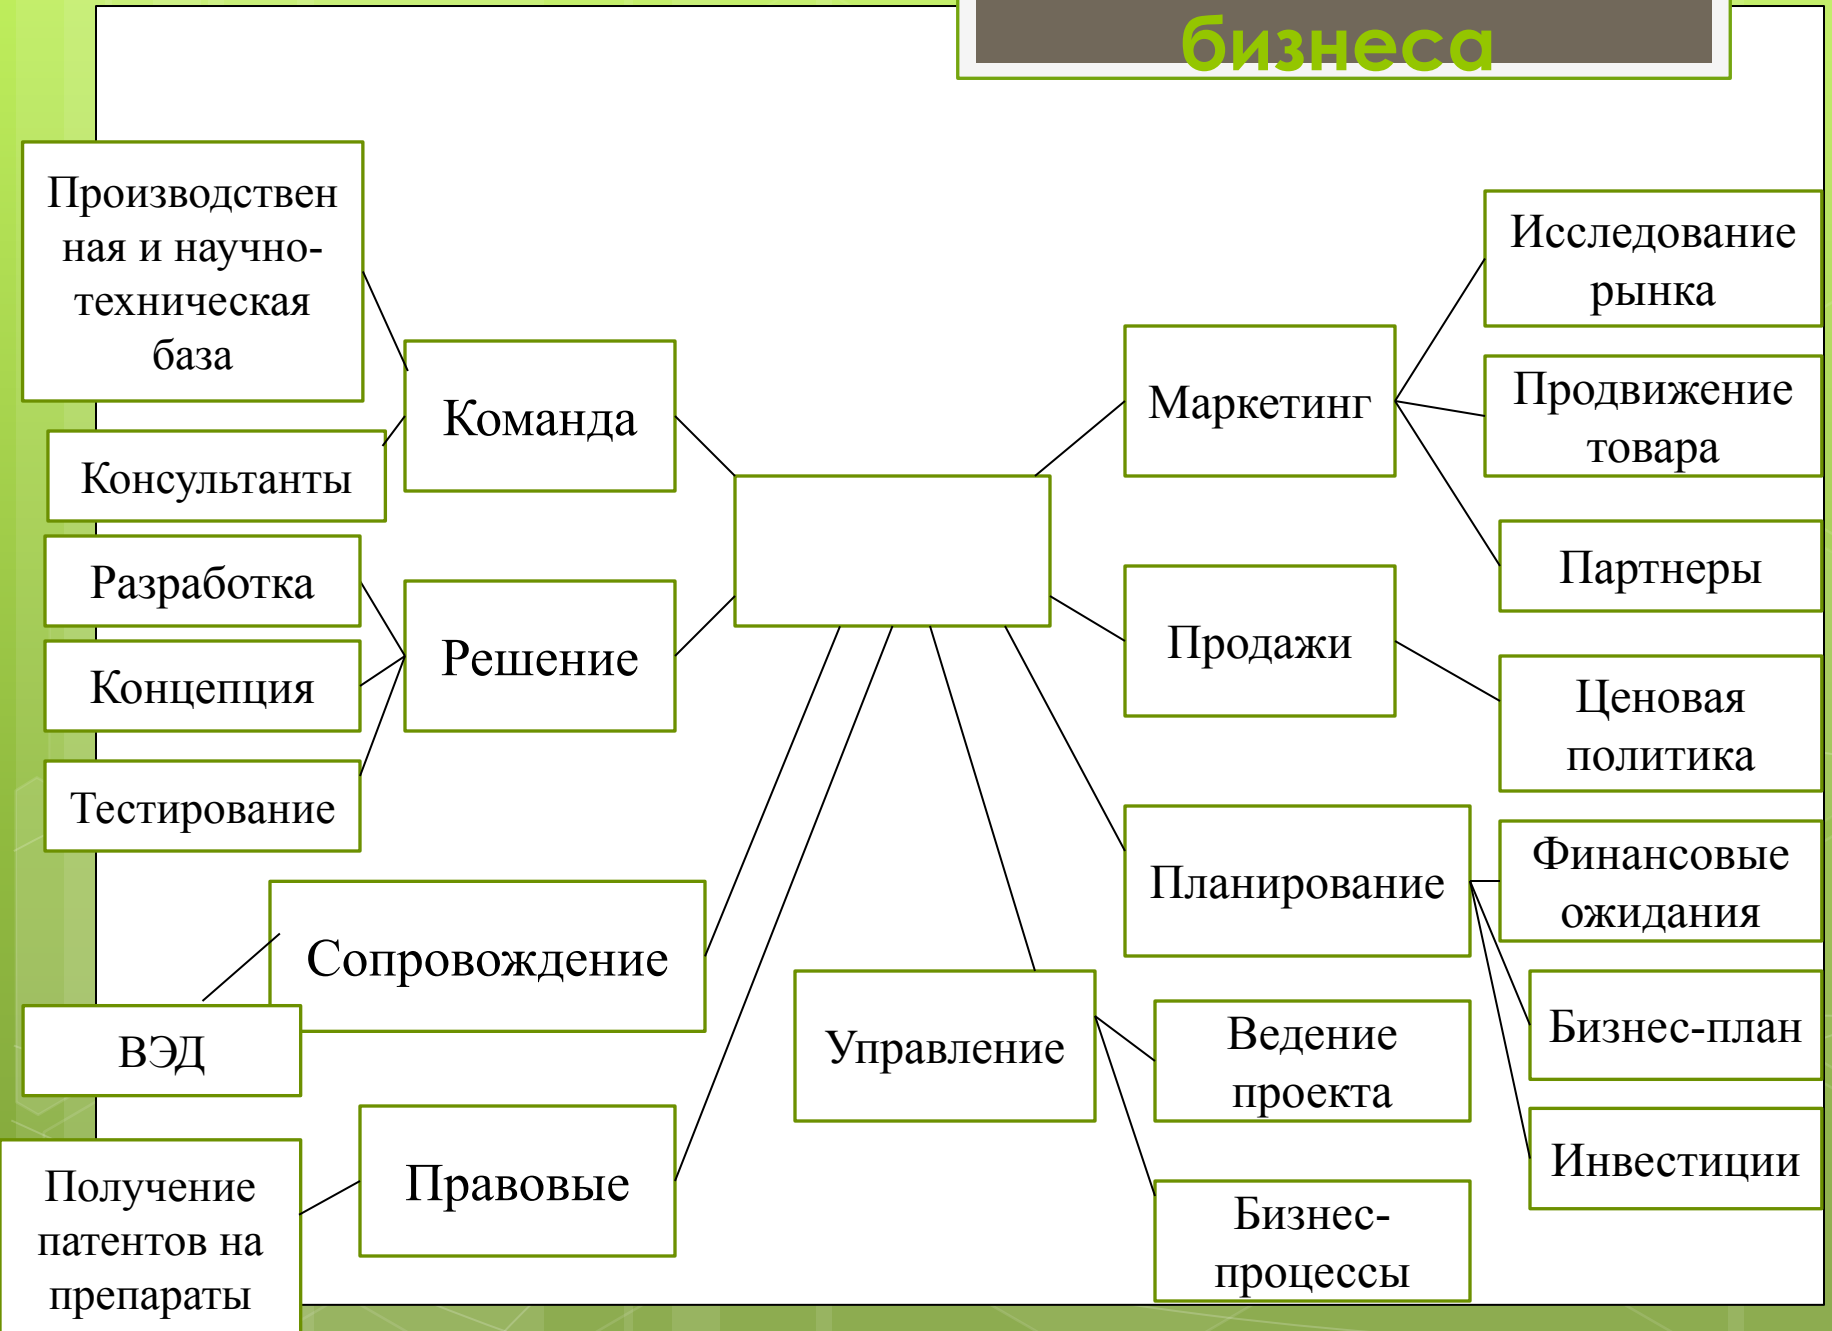 бизнеса
Производствен
ная и научно-
техническая
база
Команда
Консультанты
Разработка
Концепция
Тестирование
Решение
Сопровождение
ВЭД
Правовые
Получение
патентов на
препараты
Маркетинг
Исследование
рынка
Продвижение
товара
Партнеры
Продажи
Ценовая
политика
Планирование
Финансовые
ожидания
Бизнес-план
Инвестиции
Управление
Ведение
проекта
Бизнес-
процессы